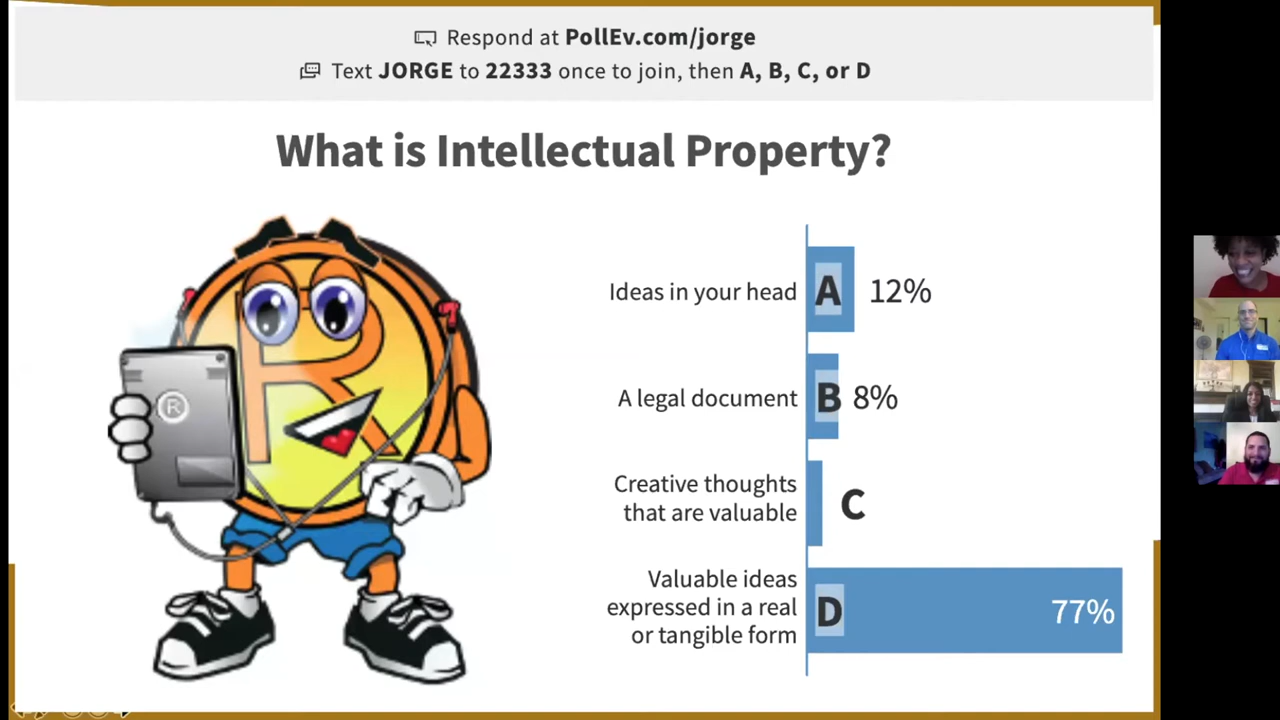 Respond at PollEv.com/jorge
Text JORGE to 22333 once to join, then A, B, C, or D
What is Intellectual Property?
R
®
Ideas in your head A 12%
A legal document B 8%
Creative thoughts
that are valuable C
Valuable ideas
expressed in a real
or tangible form D 77%